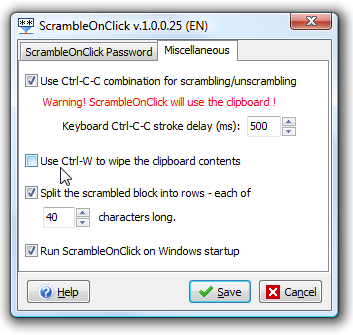 ScrambleOnClick v.1.0.0.25 (EN)
ScrambleOnClick Password Miscellaneous
Use Ctrl-C-C combination for scrambling/unscrambling
Warning! ScrambleOnClick will use the clipboard !
Keyboard Ctrl-C-C stroke delay (ms): 500
Use Ctrl-W to wipe the clipboard contents
Split the scrambled block into rows - each of
40 characters long.
Run ScrambleOnClick on Windows startup
Help Save Cancel